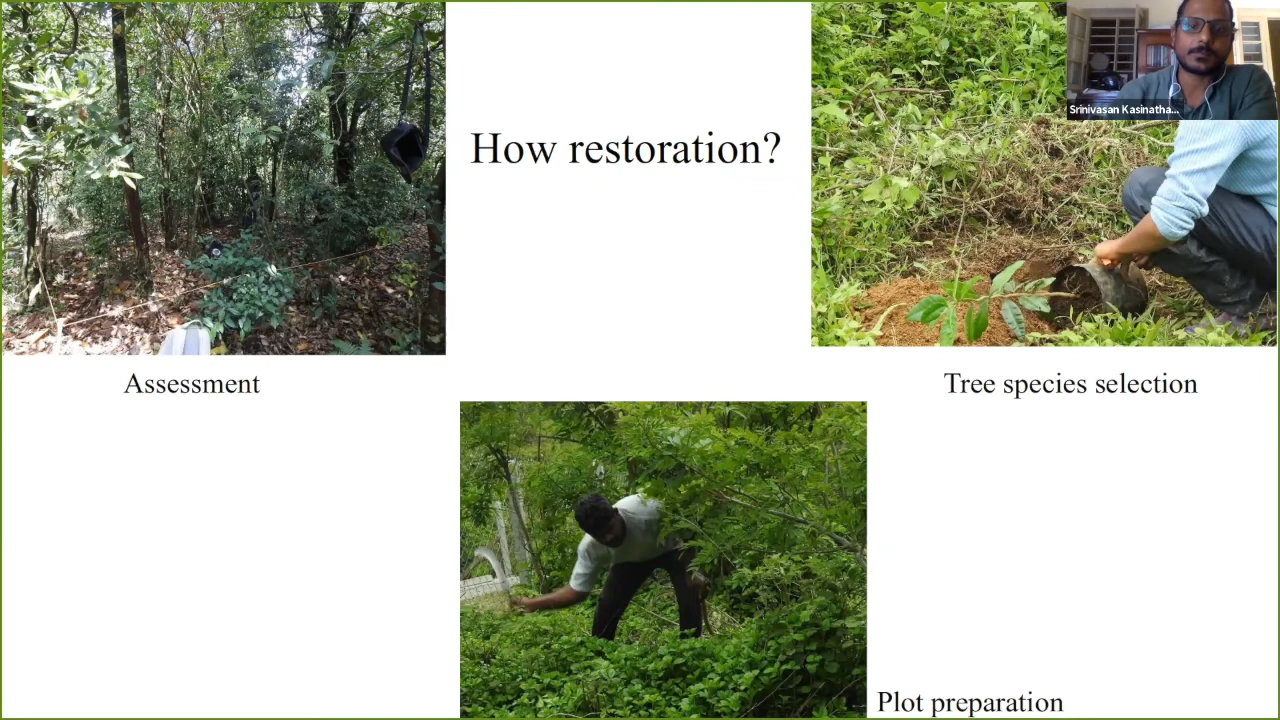 How restoration?
Srinivasan Kasinatha...
Assessment
Tree species selection
Plot preparation